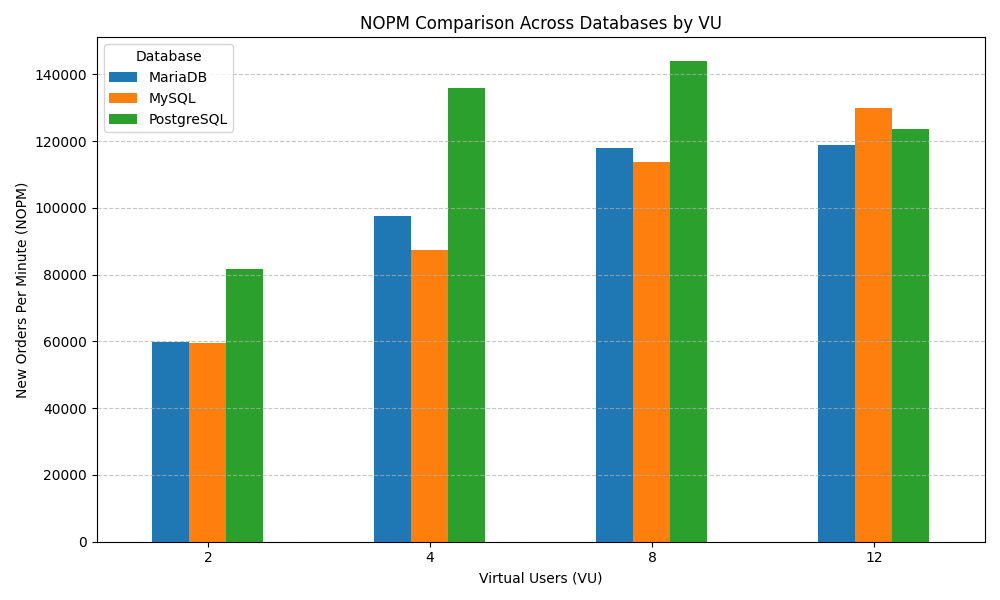 NOPM Comparison Across Databases by VU
Database
MariaDB
MySQL
PostgreSQL
New Orders Per Minute (NOPM)
140000
120000
100000
80000
60000
40000
20000
0
2
4
8
12
Virtual Users (VU)